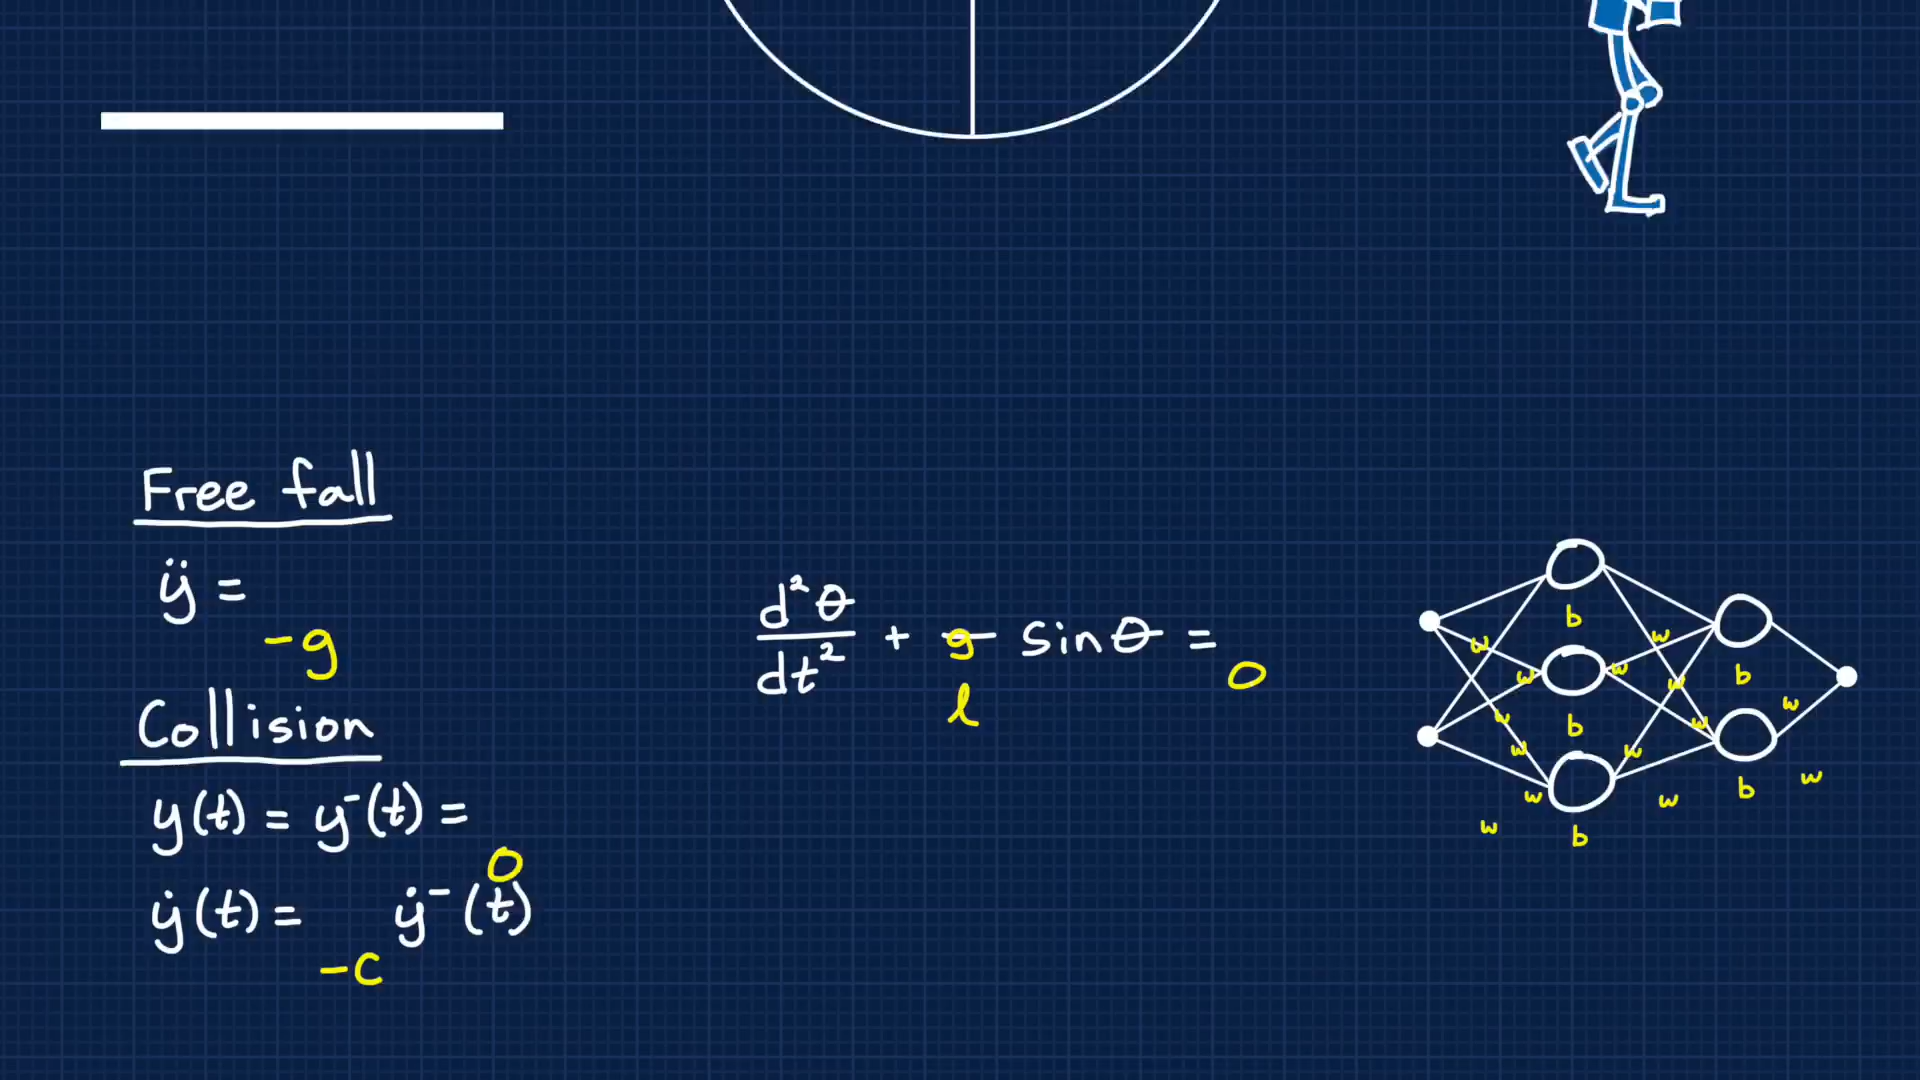 Free fall
ÿ =
-g
Collision
y(t) = y⁻(t) =
0
ẏ(t) = -c ẏ⁻(t)
d²θ/dt² + g/l sinθ = 0
b
w w
w w w b
w b w w
w w w
w w b w
w b